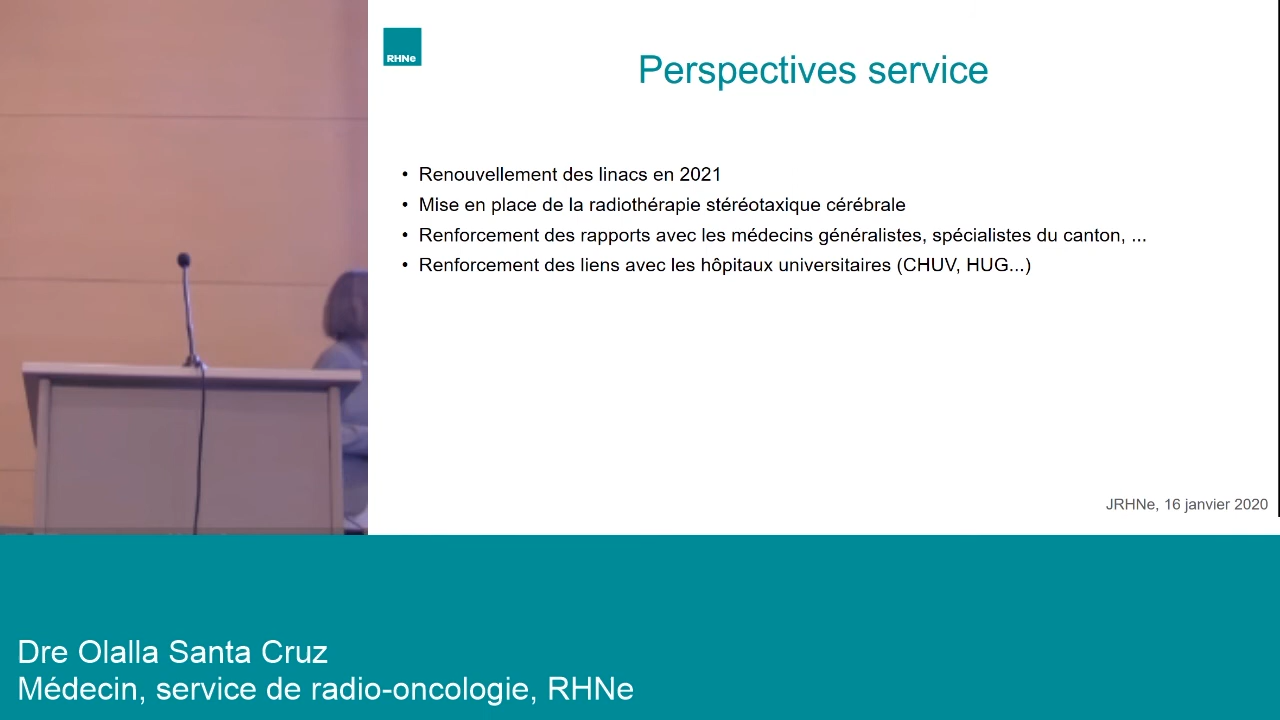 RHNe
Perspectives service
• Renouvellement des linacs en 2021
• Mise en place de la radiothérapie stéréotaxique cérébrale
• Renforcement des rapports avec les médecins généralistes, spécialistes du canton, ...
• Renforcement des liens avec les hôpitaux universitaires (CHUV, HUG...)
JRHNe, 16 janvier 2020
Dre Olalla Santa Cruz
Médecin, service de radio-oncologie, RHNe